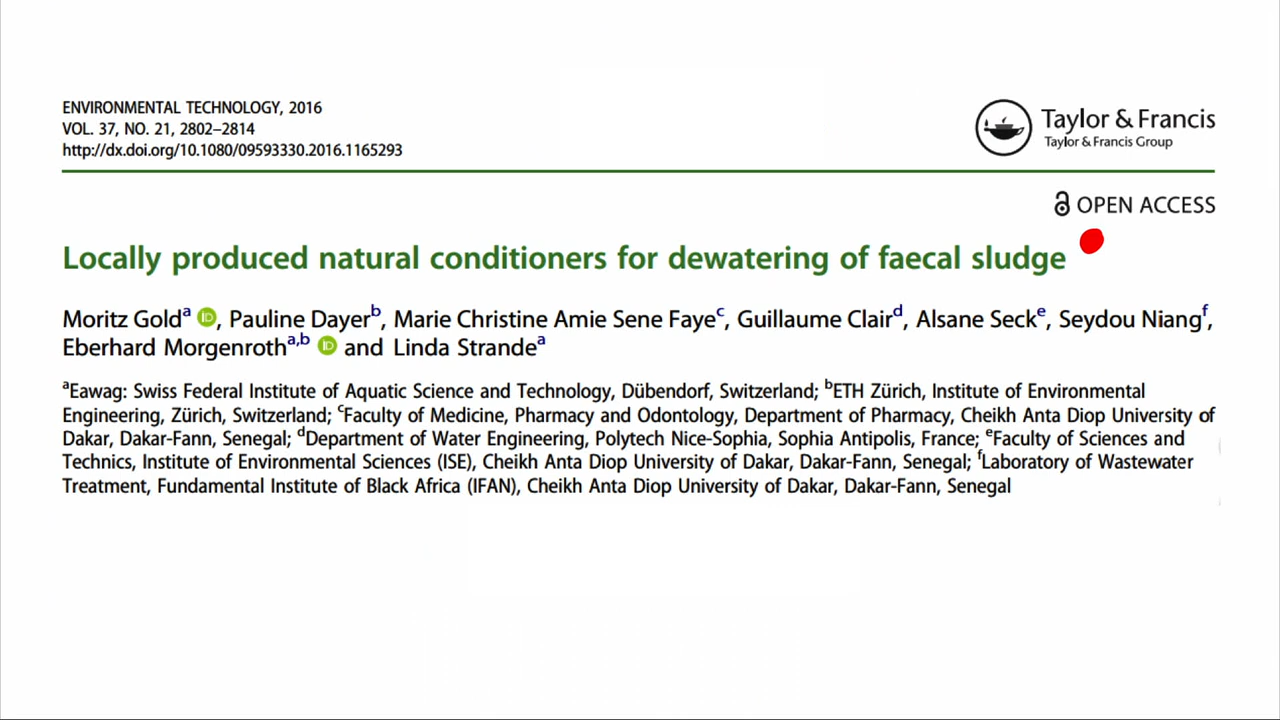 ENVIRONMENTAL TECHNOLOGY, 2016
VOL. 37, NO. 21, 2802–2814
http://dx.doi.org/10.1080/09593330.2016.1165293
Taylor & Francis
Taylor & Francis Group
OPEN ACCESS
Locally produced natural conditioners for dewatering of faecal sludge
Moritz Goldᵃ iD, Pauline Dayerᵇ, Marie Christine Amie Sene Fayeᶜ, Guillaume Clairᵈ, Alsane Seckᵉ, Seydou Niangᶠ,
Eberhard Morgenrothᵃ,ᵇ iD and Linda Strandeᵃ
ᵃEawag: Swiss Federal Institute of Aquatic Science and Technology, Dübendorf, Switzerland; ᵇETH Zürich, Institute of Environmental
Engineering, Zürich, Switzerland; ᶜFaculty of Medicine, Pharmacy and Odontology, Department of Pharmacy, Cheikh Anta Diop University of
Dakar, Dakar-Fann, Senegal; ᵈDepartment of Water Engineering, Polytech Nice-Sophia, Sophia Antipolis, France; ᵉFaculty of Sciences and
Technics, Institute of Environmental Sciences (ISE), Cheikh Anta Diop University of Dakar, Dakar-Fann, Senegal; ᶠLaboratory of Wastewater
Treatment, Fundamental Institute of Black Africa (IFAN), Cheikh Anta Diop University of Dakar, Dakar-Fann, Senegal